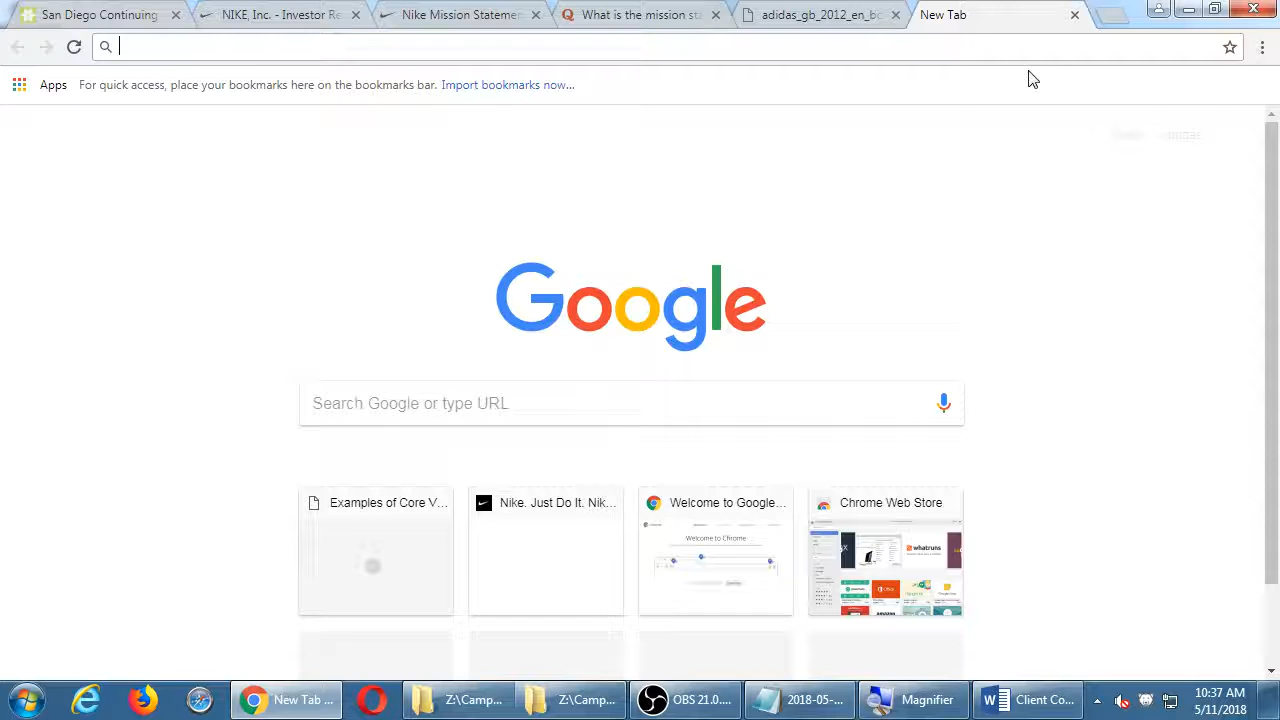 San Diego Continuing
NIKE, Inc. - Investor Re
Nike Mission Statemen
What is the mission sta
adidas_gb_2012_en_bo
New Tab
Apps
For quick access, place your bookmarks here on the bookmarks bar. Import bookmarks now...
Google
Search Google or type URL
Examples of Core V...
Nike. Just Do It. Nik...
Welcome to Google...
Chrome Web Store
Welcome to Chrome
whatruns
New Tab ...
Z:\Camp...
Z:\Camp...
OBS 21.0....
2018-05-...
Magnifier
Client Co...
10:37 AM
5/11/2018